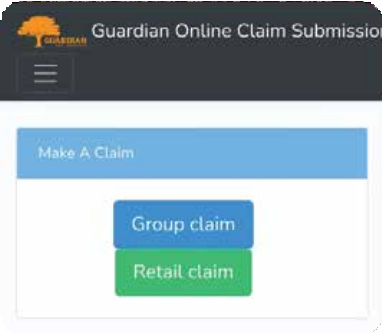 GUARDIAN
Guardian Online Claim Submissio
Make A Claim
Group claim
Retail claim